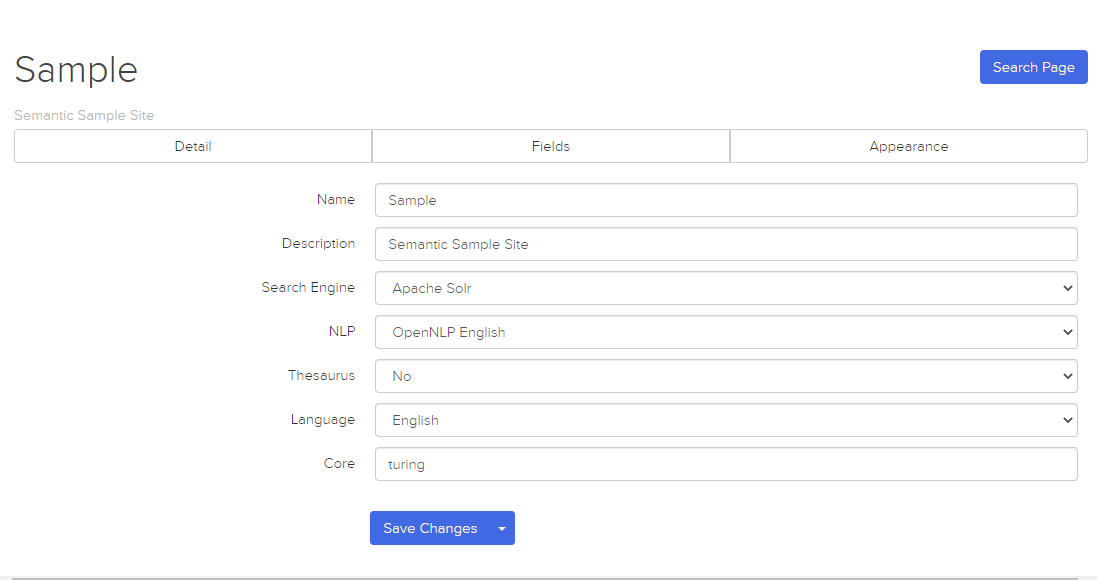 Sample
Search Page
Semantic Sample Site
Detail Fields Appearance
Name Sample
Description Semantic Sample Site
Search Engine Apache Solr
NLP OpenNLP English
Thesaurus No
Language English
Core turing
Save Changes